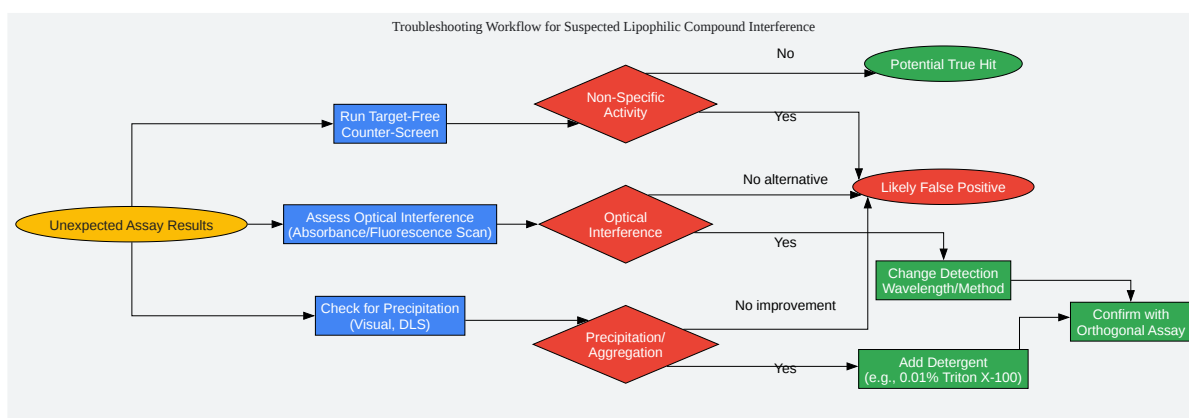 Troubleshooting Workflow for Suspected Lipophilic Compound Interference
No
Potential True Hit
Non-Specific
Activity
Run Target-Free
Counter-Screen
Yes
No alternative
Likely False Positive
Unexpected Assay Results
Assess Optical Interference
(Absorbance/Fluorescence Scan)
Optical
Interference
Yes
Change Detection
Wavelength/Method
No improvement
Check for Precipitation
(Visual, DLS)
Confirm with
Orthogonal Assay
Precipitation/
Aggregation
Yes
Add Detergent
(e.g., 0.01% Triton X-100)